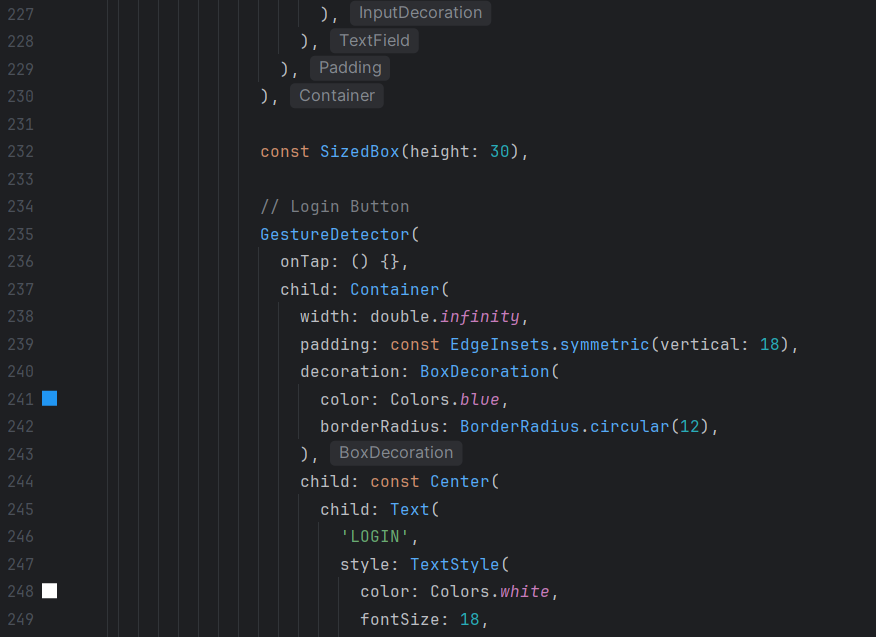 227 ), InputDecoration
228 ), TextField
229 ), Padding
230 ), Container
231
232 const SizedBox(height: 30),
233
234 // Login Button
235 GestureDetector(
236 onTap: () {},
237 child: Container(
238 width: double.infinity,
239 padding: const EdgeInsets.symmetric(vertical: 18),
240 decoration: BoxDecoration(
241 color: Colors.blue,
242 borderRadius: BorderRadius.circular(12),
243 ), BoxDecoration
244 child: const Center(
245 child: Text(
246 'LOGIN',
247 style: TextStyle(
248 color: Colors.white,
249 fontSize: 18,